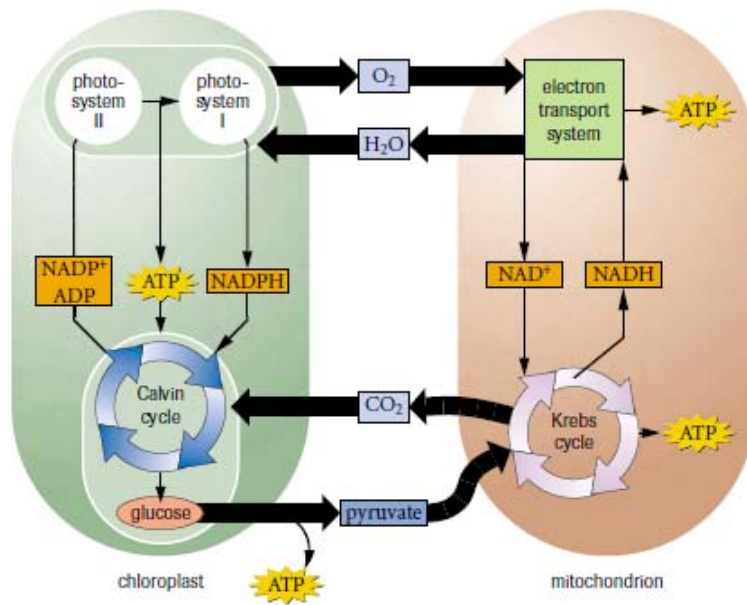 photo-
system
II
photo-
system
I
O₂
electron
transport
system
ATP
H₂O
NADP⁺
ADP
ATP
NADPH
NAD⁺
NADH
Calvin
cycle
CO₂
Krebs
cycle
ATP
glucose
pyruvate
ATP
chloroplast
mitochondrion